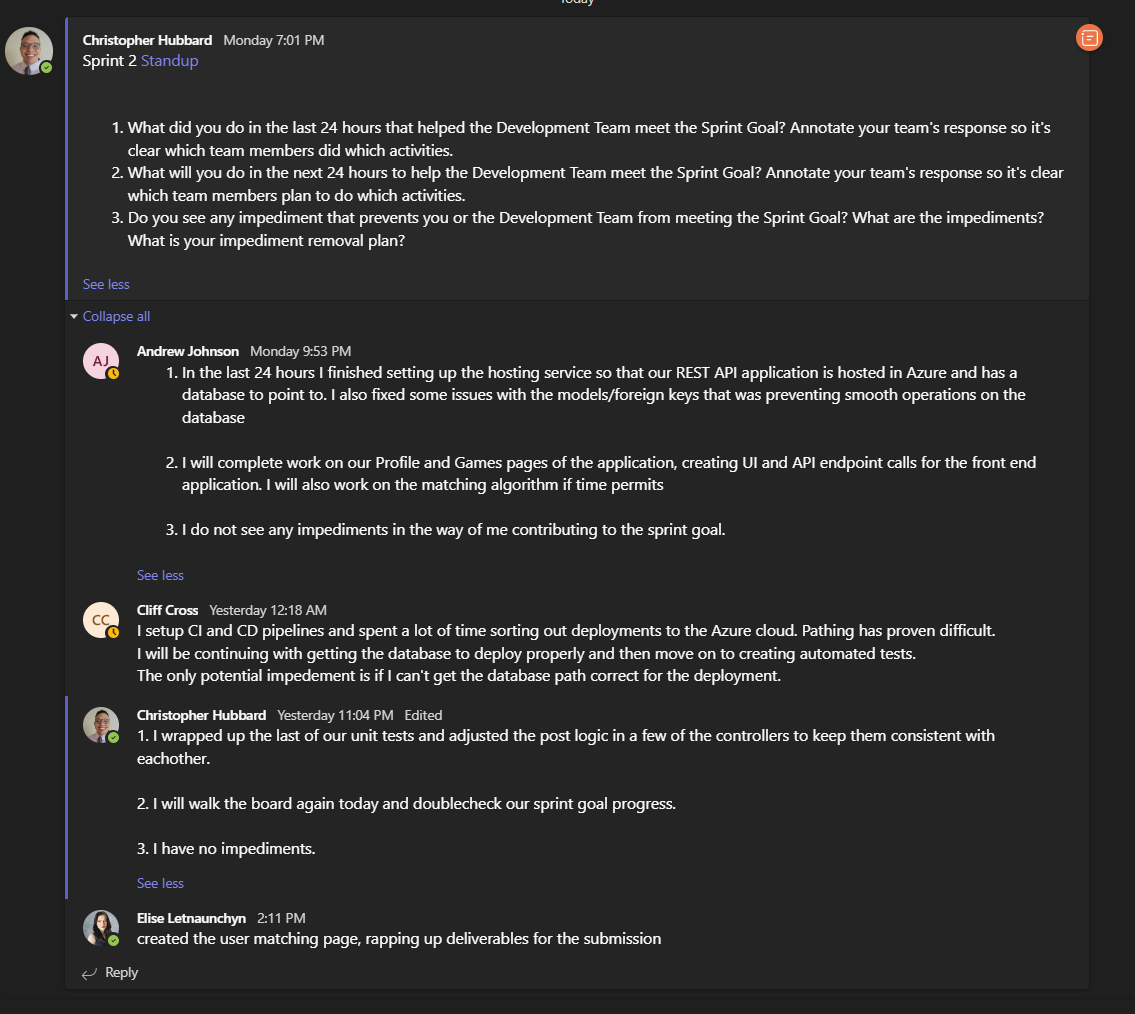 Today
Christopher Hubbard Monday 7:01 PM
Sprint 2 Standup
1. What did you do in the last 24 hours that helped the Development Team meet the Sprint Goal? Annotate your team's response so it's
clear which team members did which activities.
2. What will you do in the next 24 hours to help the Development Team meet the Sprint Goal? Annotate your team's response so it's clear
which team members plan to do which activities.
3. Do you see any impediment that prevents you or the Development Team from meeting the Sprint Goal? What are the impediments?
What is your impediment removal plan?
See less
Collapse all
AJ
Andrew Johnson Monday 9:53 PM
1. In the last 24 hours I finished setting up the hosting service so that our REST API application is hosted in Azure and has a
database to point to. I also fixed some issues with the models/foreign keys that was preventing smooth operations on the
database
2. I will complete work on our Profile and Games pages of the application, creating UI and API endpoint calls for the front end
application. I will also work on the matching algorithm if time permits
3. I do not see any impediments in the way of me contributing to the sprint goal.
See less
CC
Cliff Cross Yesterday 12:18 AM
I setup CI and CD pipelines and spent a lot of time sorting out deployments to the Azure cloud. Pathing has proven difficult.
I will be continuing with getting the database to deploy properly and then move on to creating automated tests.
The only potential impedement is if I can't get the database path correct for the deployment.
Christopher Hubbard Yesterday 11:04 PM Edited
1. I wrapped up the last of our unit tests and adjusted the post logic in a few of the controllers to keep them consistent with
eachother.
2. I will walk the board again today and doublecheck our sprint goal progress.
3. I have no impediments.
See less
Elise Letnaunchyn 2:11 PM
created the user matching page, rapping up deliverables for the submission
Reply